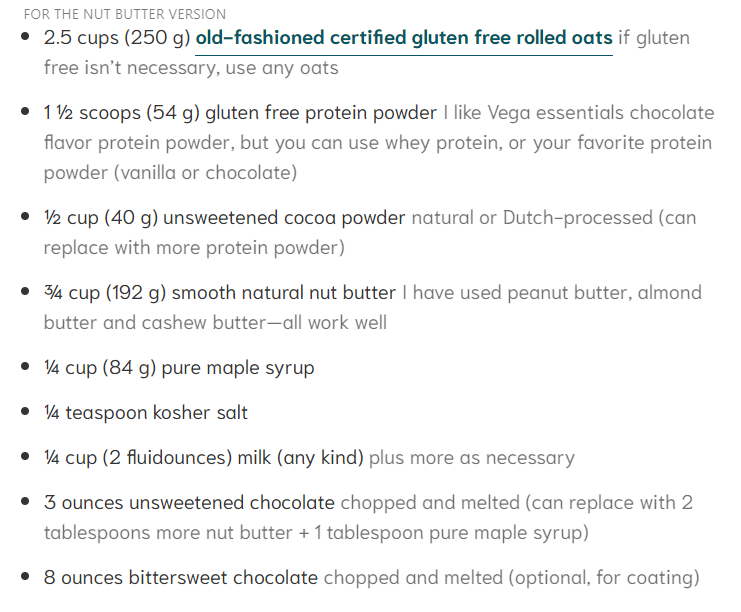 FOR THE NUT BUTTER VERSION
• 2.5 cups (250 g) old-fashioned certified gluten free rolled oats if gluten
free isn't necessary, use any oats
• 1 ½ scoops (54 g) gluten free protein powder I like Vega essentials chocolate
flavor protein powder, but you can use whey protein, or your favorite protein
powder (vanilla or chocolate)
• ½ cup (40 g) unsweetened cocoa powder natural or Dutch-processed (can
replace with more protein powder)
• ¾ cup (192 g) smooth natural nut butter I have used peanut butter, almond
butter and cashew butter—all work well
• ¼ cup (84 g) pure maple syrup
• ¼ teaspoon kosher salt
• ¼ cup (2 fluidounces) milk (any kind) plus more as necessary
• 3 ounces unsweetened chocolate chopped and melted (can replace with 2
tablespoons more nut butter + 1 tablespoon pure maple syrup)
• 8 ounces bittersweet chocolate chopped and melted (optional, for coating)